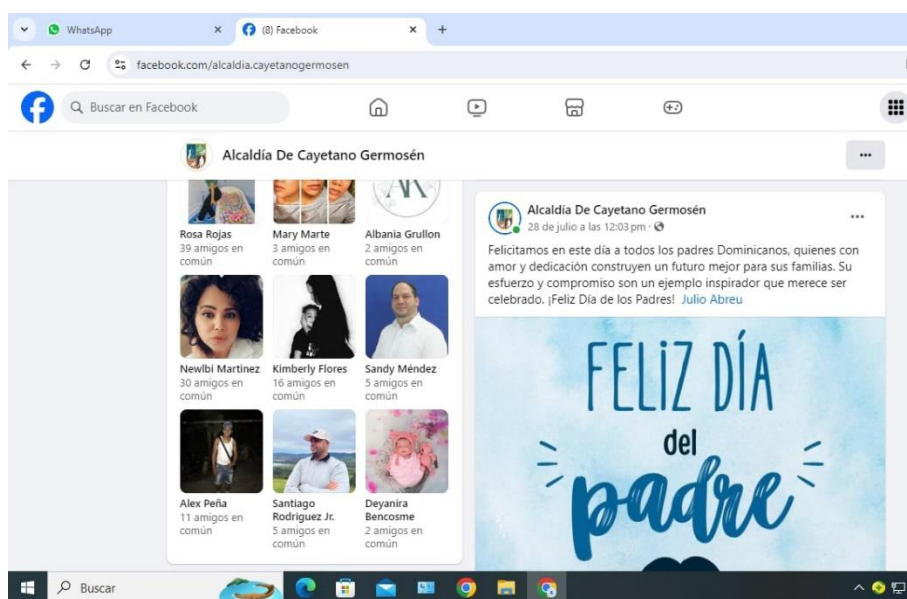 WhatsApp
(8) Facebook
facebook.com/alcaldia.cayetanogermosen
Buscar en Facebook
Alcaldía De Cayetano Germosén
Rosa Rojas
39 amigos en
común
Mary Marte
3 amigos en
común
AR
Albania Grullon
2 amigos en
común
Newlbi Martinez
30 amigos en
común
Kimberly Flores
16 amigos en
común
Sandy Méndez
5 amigos en
común
Alex Peña
11 amigos en
común
Santiago
Rodriguez Jr.
5 amigos en
común
Deyanira
Bencosme
2 amigos en
común
Alcaldía De Cayetano Germosén
28 de julio a las 12:03 pm ·
Felicitamos en este día a todos los padres Dominicanos, quienes con
amor y dedicación construyen un futuro mejor para sus familias. Su
esfuerzo y compromiso son un ejemplo inspirador que merece ser
celebrado. ¡Feliz Día de los Padres! Julio Abreu
FELIZ DÍA
del
padre
Buscar